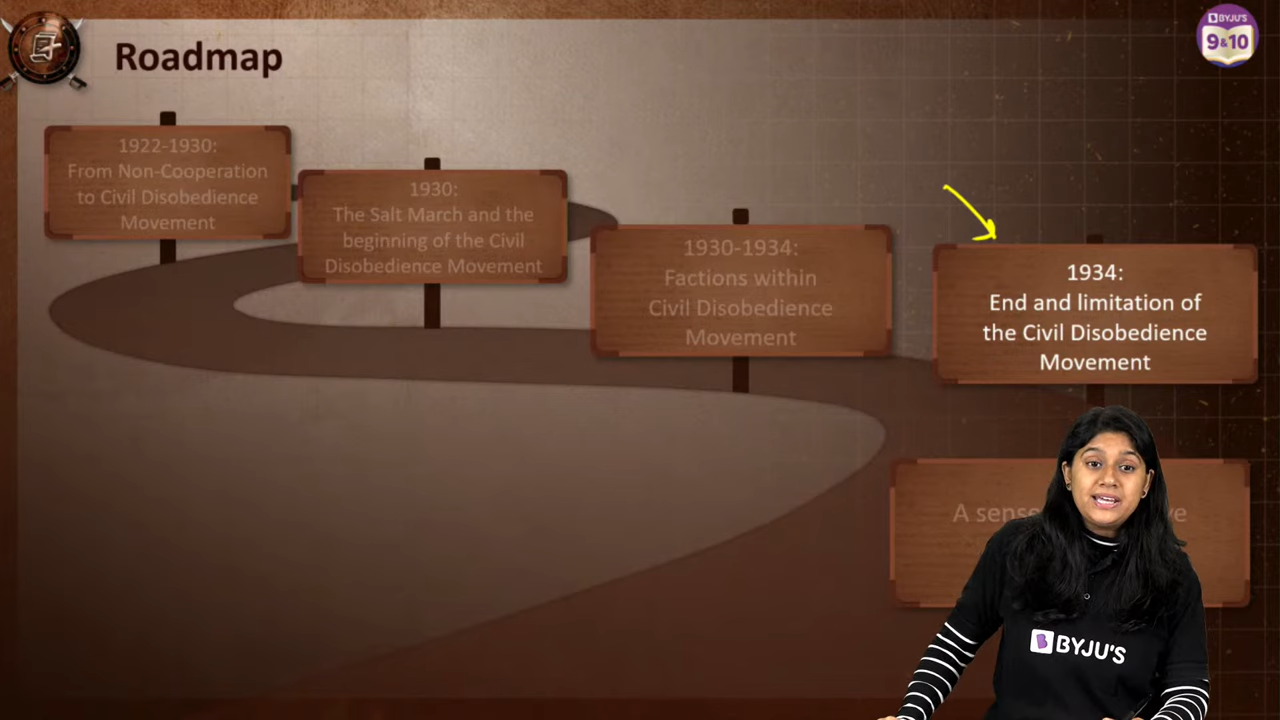 Roadmap
BYJU'S
9&10
1922-1930:
From Non-Cooperation
to Civil Disobedience
Movement
1930:
The Salt March and the
beginning of the Civil
Disobedience Movement
1930-1934:
Factions within
Civil Disobedience
Movement
1934:
End and limitation of
the Civil Disobedience
Movement
A
BYJU'S